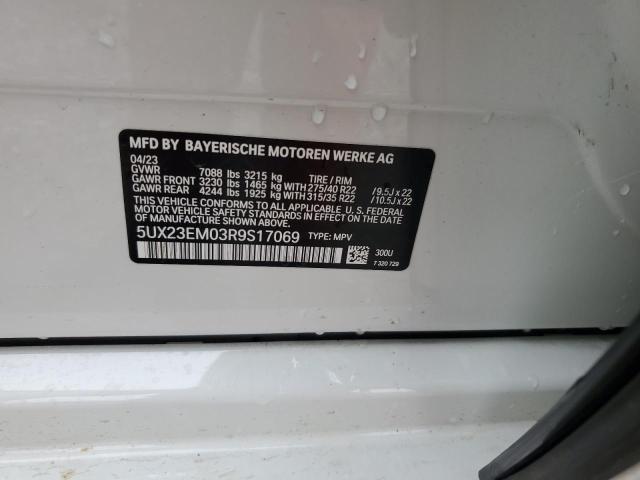 MFD BY BAYERISCHE MOTOREN WERKE AG
04/23
GVWR 7088 lbs 3215 kg TIRE / RIM
GAWR FRONT 3230 lbs 1465 kg WITH 275/40 R22 /9.5J x 22
GAWR REAR 4244 lbs 1925 kg WITH 315/35 R22 /10.5J x 22
THIS VEHICLE CONFORMS TO ALL APPLICABLE U. S. FEDERAL
MOTOR VEHICLE SAFETY AND THEFT PREVENTION STANDARDS
IN EFFECT ON THE DATE OF MANUFACTURE SHOWN ABOVE.
5UX23EM03R9S17069 TYPE: MPV
300U
7 320 729